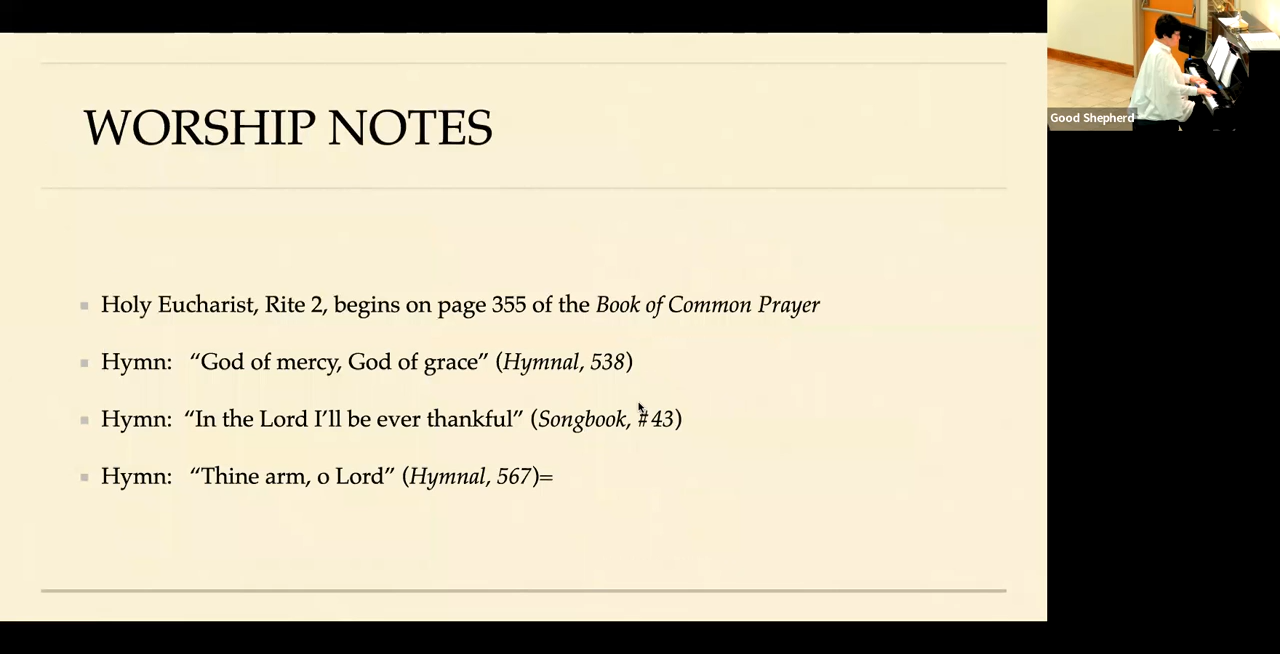 WORSHIP NOTES
Holy Eucharist, Rite 2, begins on page 355 of the Book of Common Prayer
Hymn: “God of mercy, God of grace” (Hymnal, 538)
Hymn: “In the Lord I’ll be ever thankful” (Songbook, #43)
Hymn: “Thine arm, o Lord” (Hymnal, 567)=
Good Shepherd